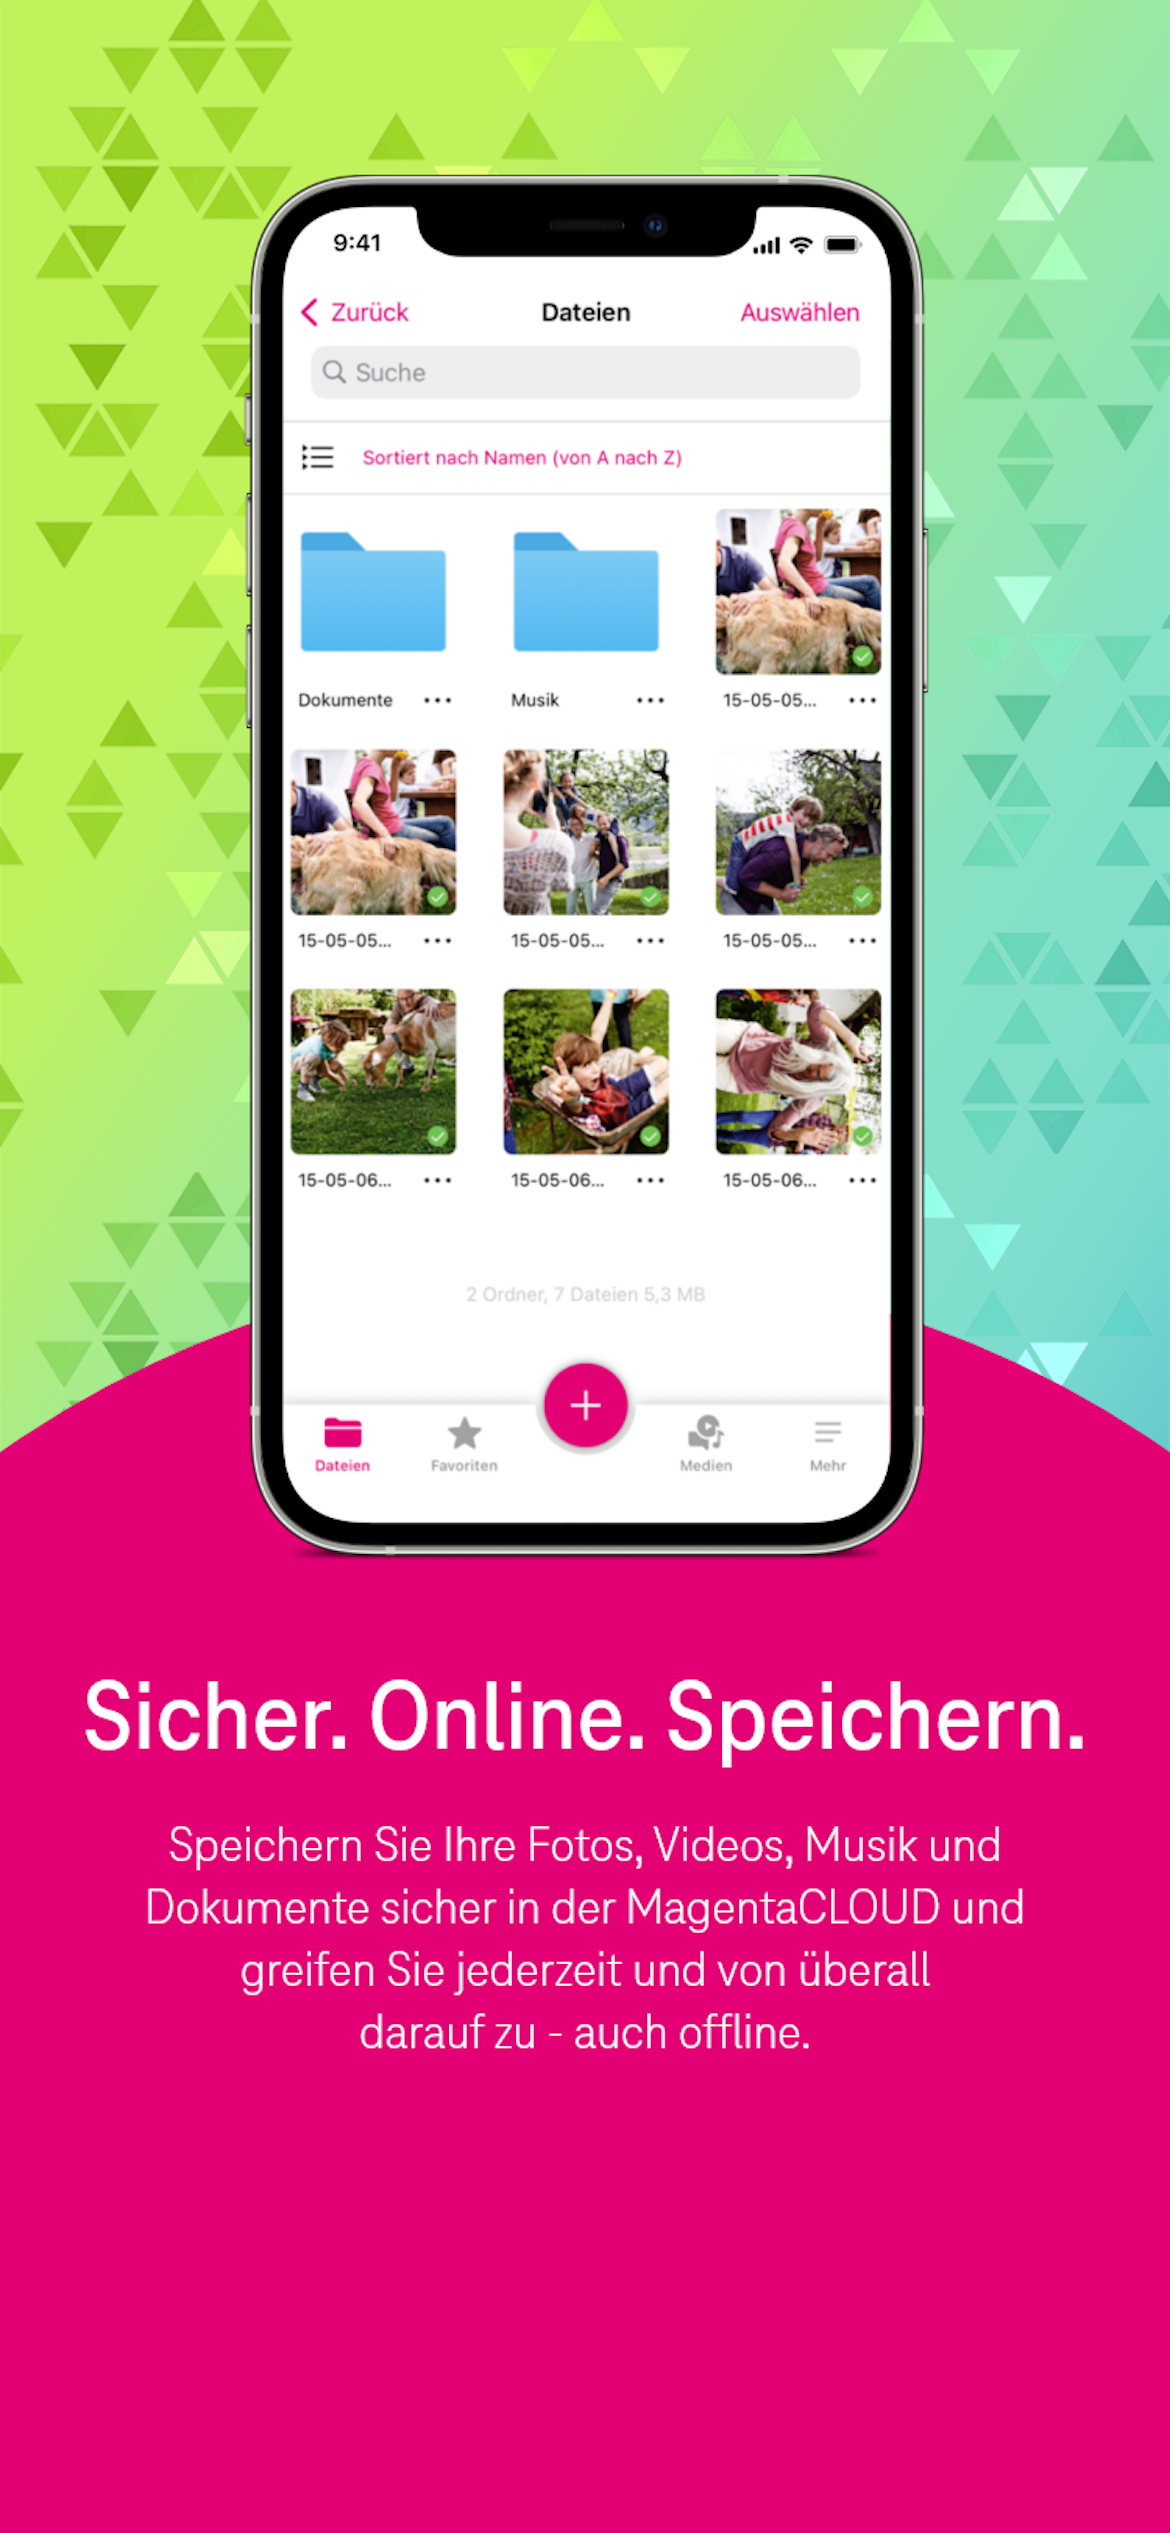 9:41
Zurück Dateien Auswählen
Suche
Sortiert nach Namen (von A nach Z)
Dokumente ••• Musik ••• 15-05-05... •••
15-05-05... ••• 15-05-05... ••• 15-05-05... •••
15-05-06... ••• 15-05-06... ••• 15-05-06... •••
2 Ordner, 7 Dateien 5,3 MB
Dateien Favoriten Medien Mehr
Sicher. Online. Speichern.
Speichern Sie Ihre Fotos, Videos, Musik und
Dokumente sicher in der MagentaCLOUD und
greifen Sie jederzeit und von überall
darauf zu - auch offline.